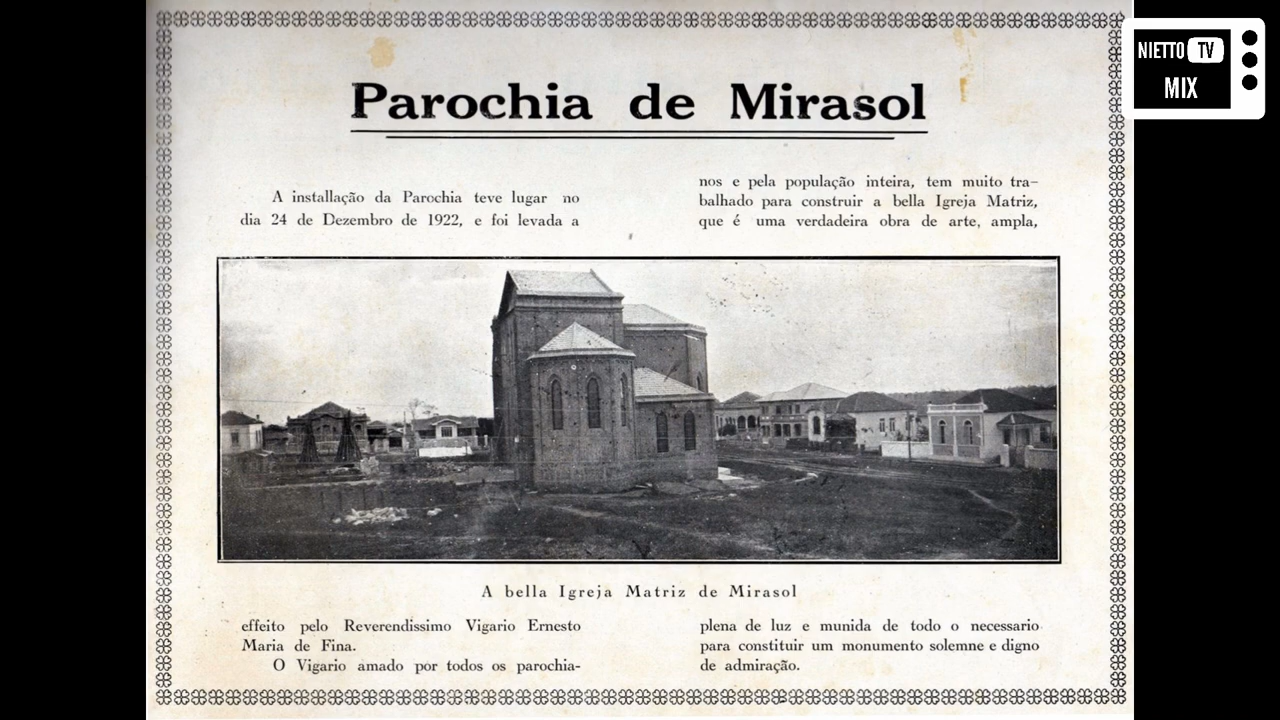 Parochia de Mirasol
A installação da Parochia teve lugar no
dia 24 de Dezembro de 1922, e foi levada a
effeito pelo Reverendissimo Vigario Ernesto
Maria de Fina.
O Vigario amado por todos os parochia-
nos e pela população inteira, tem muito tra-
balhado para construir a bella Igreja Matriz,
que é uma verdadeira obra de arte, ampla,
plena de luz e munida de todo o necessario
para constituir um monumento solemne e digno
de admiração.
A bella Igreja Matriz de Mirasol
NIETTO TV
MIX